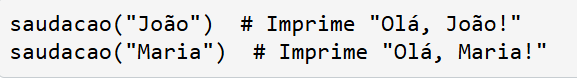 saudacao("João")  # Imprime "Olá, João!"
saudacao("Maria")  # Imprime "Olá, Maria!"